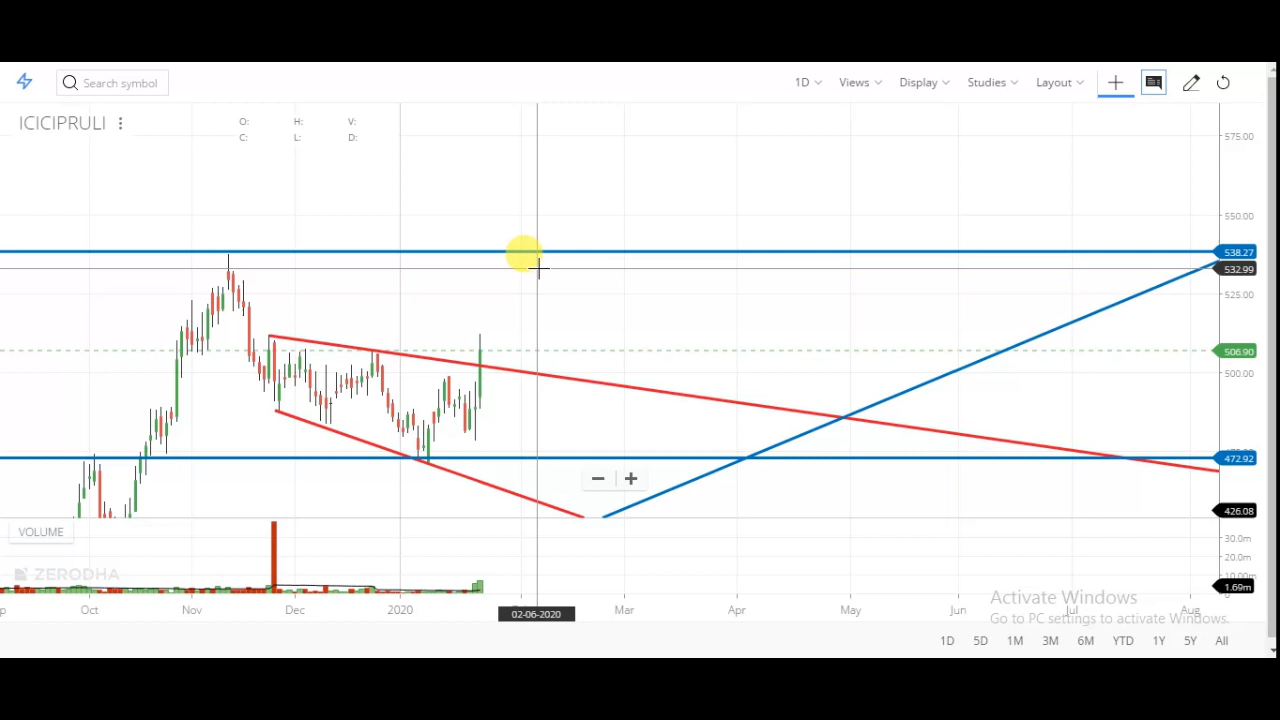 Search symbol 1D Views Display Studies Layout
ICICIPRULI O: H: V:
C: L: D:
575.00
550.00
538.27
532.99
525.00
506.90
500.00
472.92
426.08
VOLUME
30.0m
20.0m
ZERODHA
1.69m
Activate Windows
Oct Nov Dec 2020 Mar Apr May Jun Jul Aug
02-06-2020
Go to PC settings to activate Windows.
1D 5D 1M 3M 6M YTD 1Y 5Y All